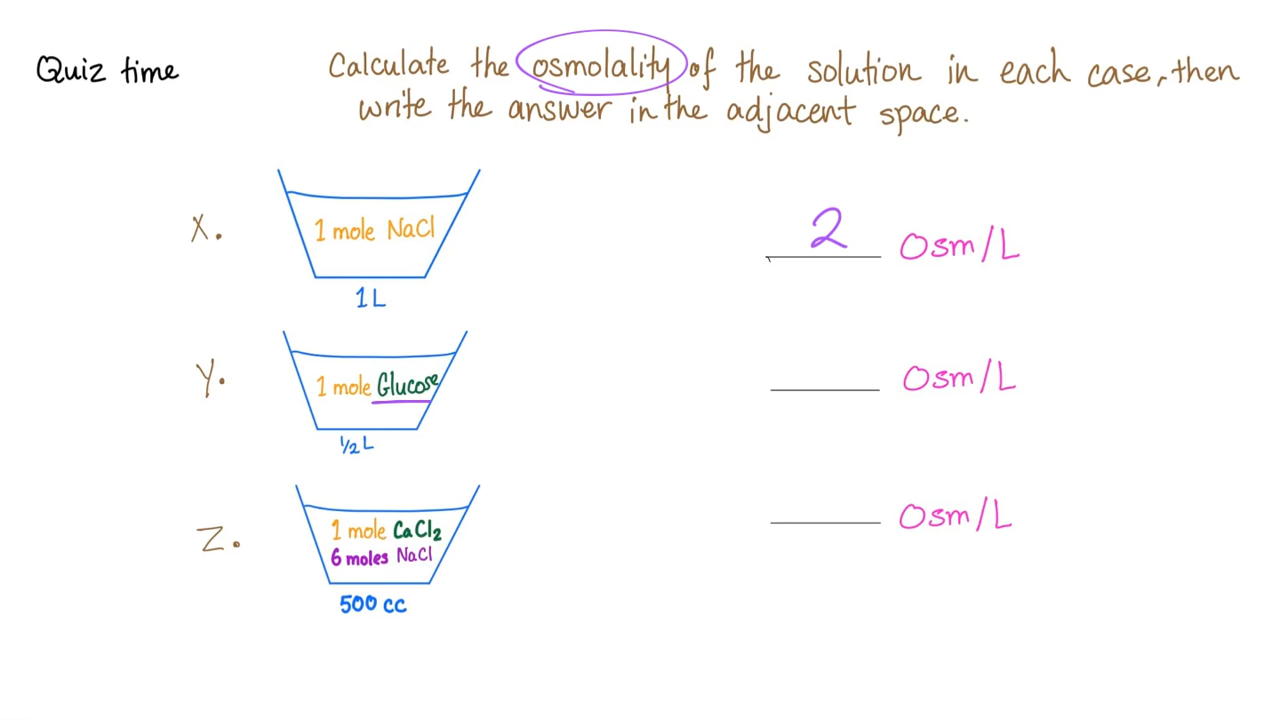 Quiz time
Calculate the osmolality of the solution in each case, then
write the answer in the adjacent space.
X.
1 mole NaCl
1 L
2 Osm/L
Y.
1 mole Glucose
1/2 L
Osm/L
Z.
1 mole CaCl2
6 moles NaCl
500 cc
Osm/L